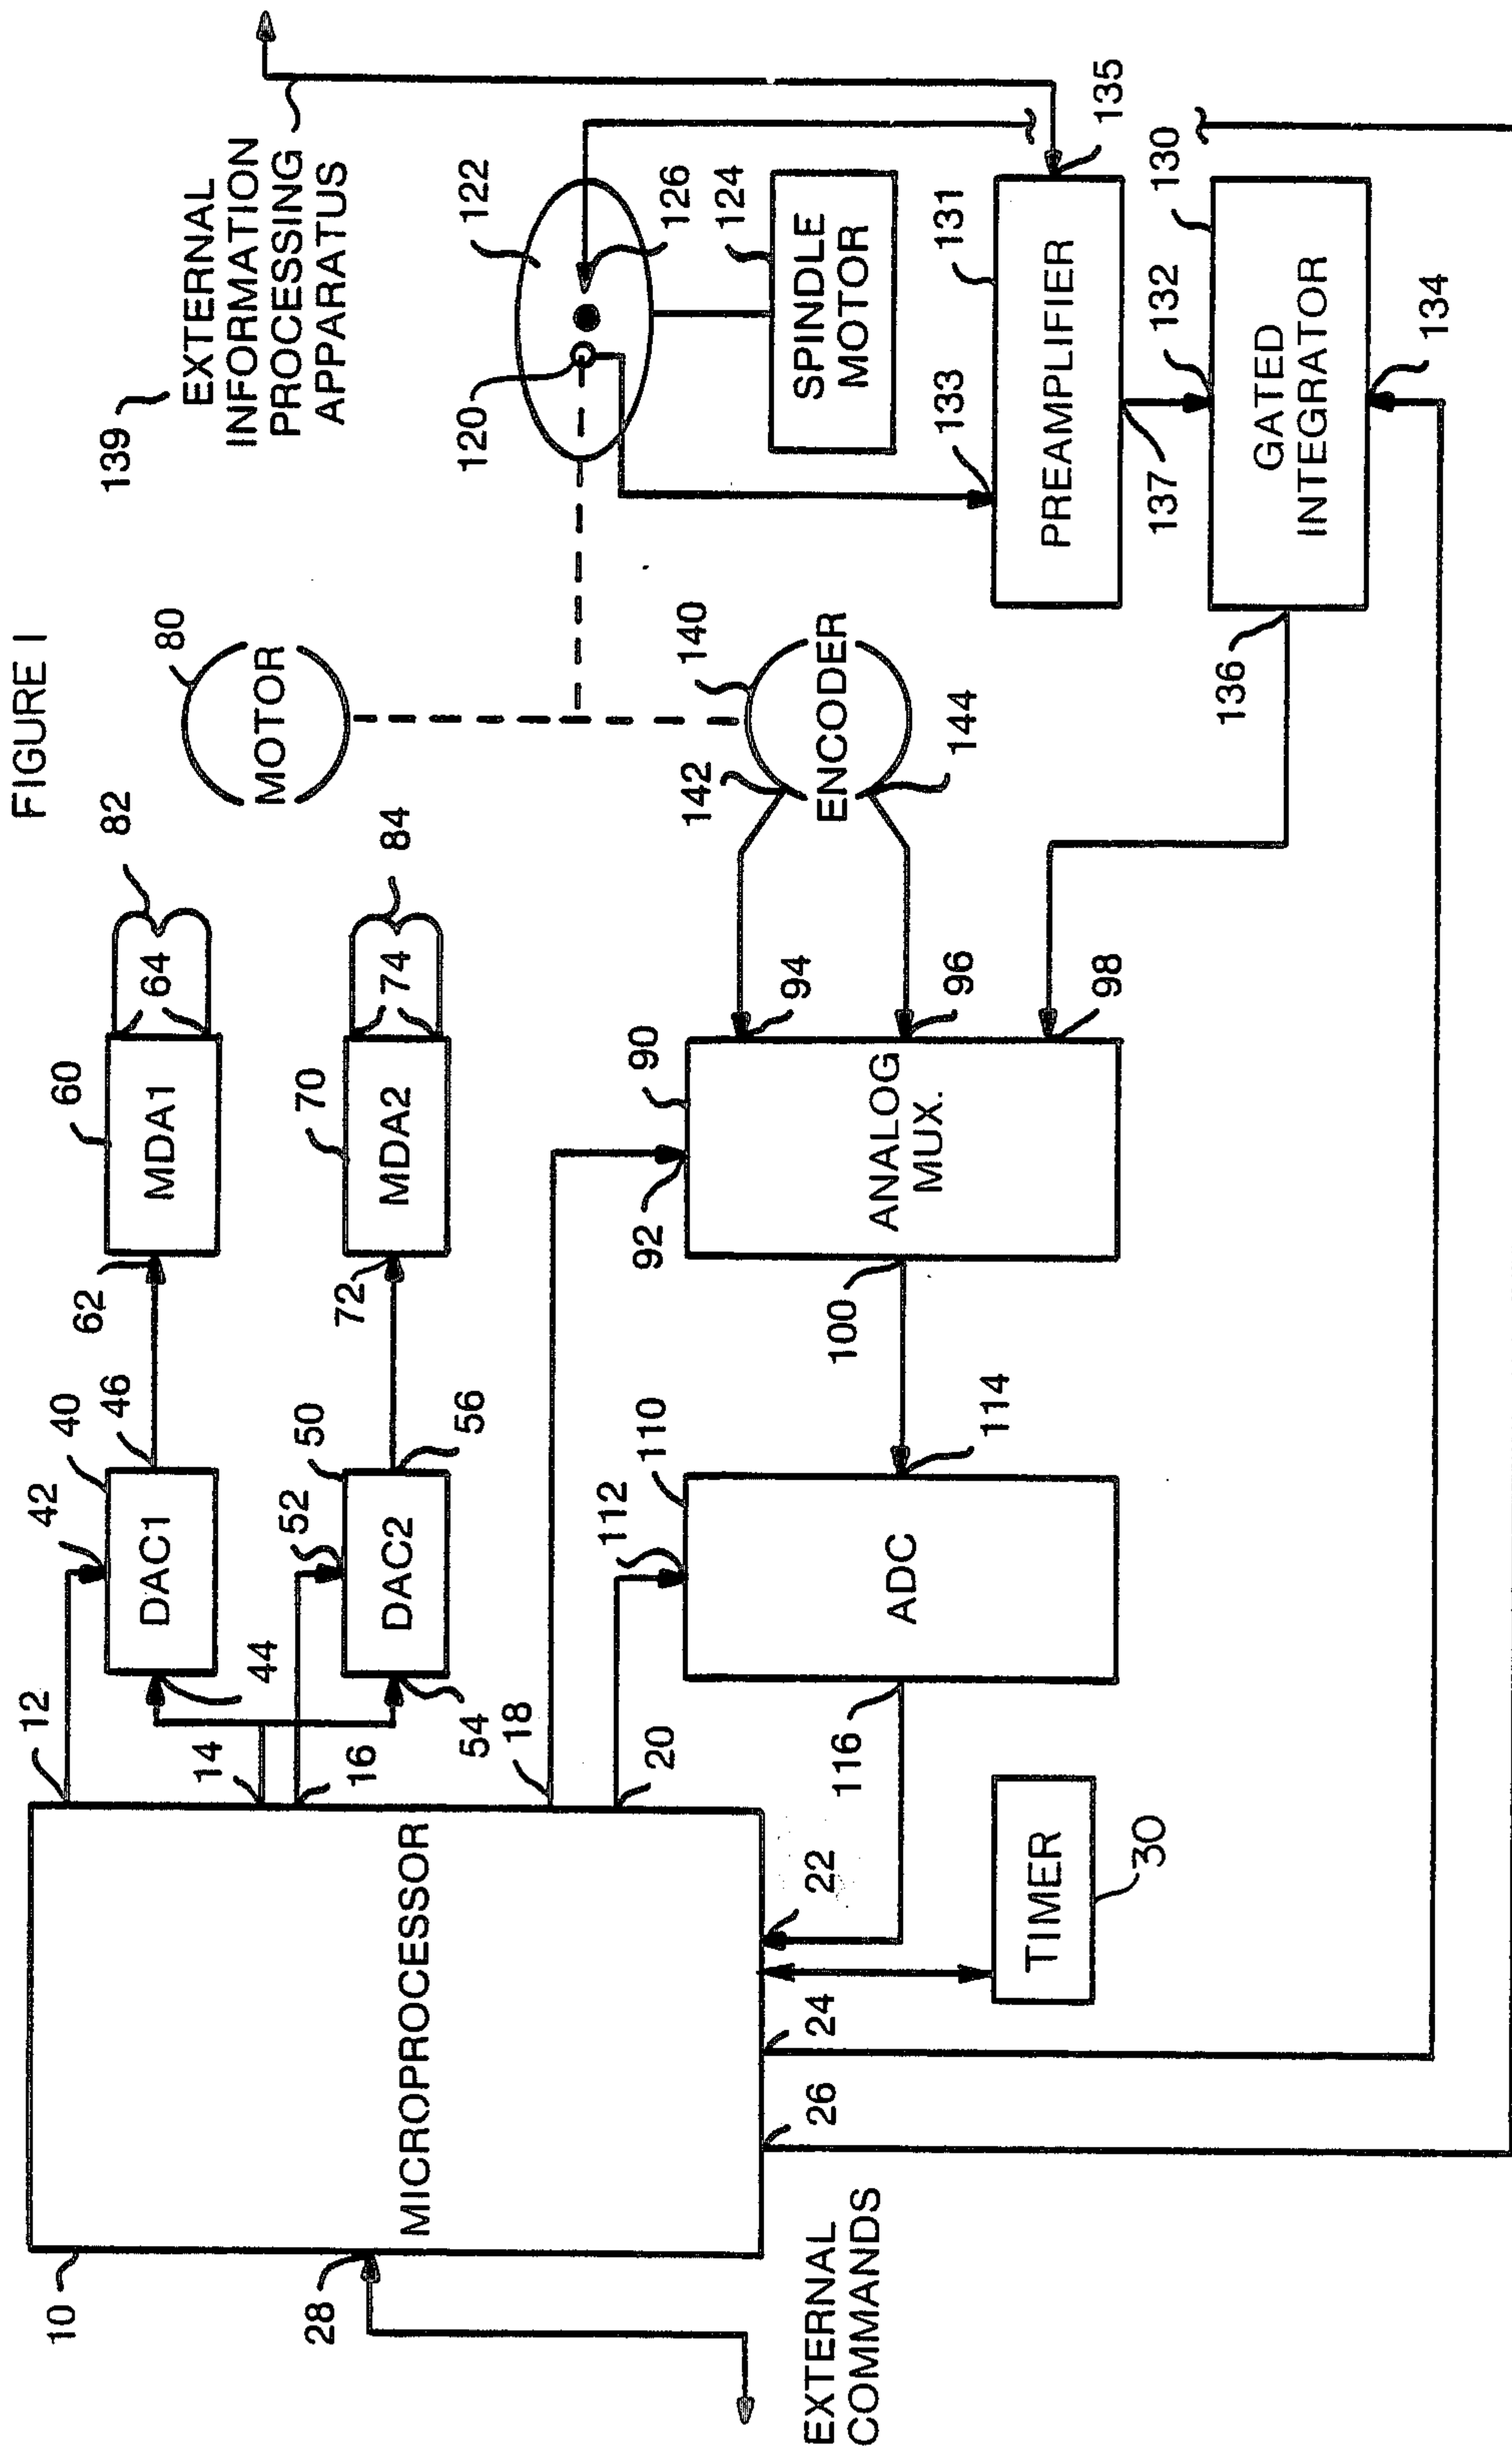 FIGURE 1
139
EXTERNAL
INFORMATION
PROCESSING
APPARATUS
10
MICROPROCESSOR
28
EXTERNAL
COMMANDS
12
14
16
18
20
22
24
26
TIMER
30
42
40
46
DAC1
44
52
50
56
DAC2
54
62
60
MDA1
64
82
72
70
MDA2
74
84
80
MOTOR
112
110
ADC
114
116
92
90
ANALOG
MUX.
94
96
98
100
142
140
ENCODER
144
120
122
126
124
SPINDLE
MOTOR
133
131
PREAMPLIFIER
135
137
132
130
GATED
INTEGRATOR
136
134